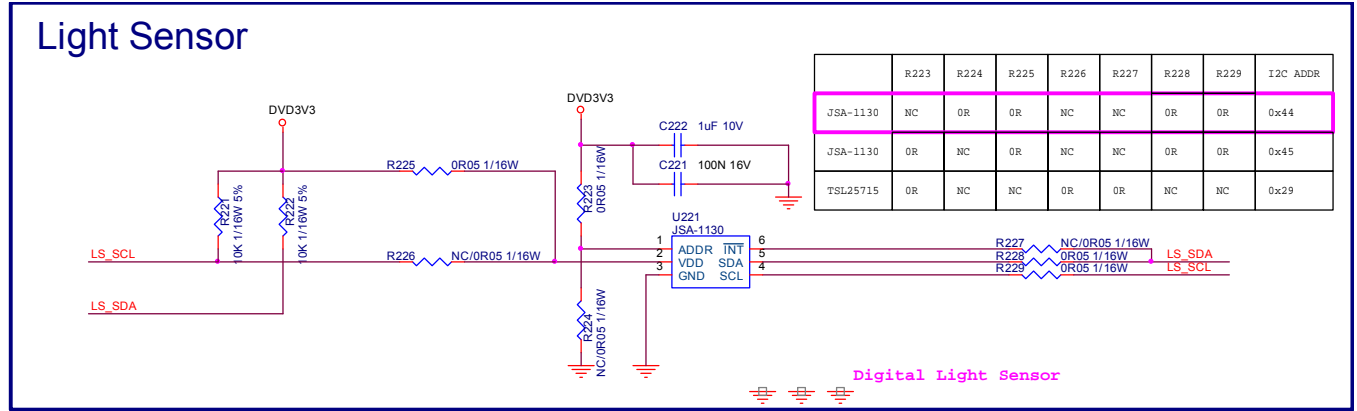 Light Sensor
R223 R224 R225 R226 R227 R228 R229 I2C ADDR
JSA-1130 NC 0R 0R NC NC 0R 0R 0x44
JSA-1130 0R NC 0R NC NC 0R 0R 0x45
TSL25715 0R NC NC 0R 0R NC NC 0x29
DVD3V3
DVD3V3
C222 1uF 10V
C221 100N 16V
R225 0R05 1/16W
R223
0R05 1/16W
R221
10K 1/16W 5%
R222
10K 1/16W 5%
U221
JSA-1130
1 ADDR INT 6
2 VDD SDA 5
3 GND SCL 4
LS_SCL
R226 NC/0R05 1/16W
R227 NC/0R05 1/16W
R228 0R05 1/16W LS_SDA
R229 0R05 1/16W LS_SCL
LS_SDA
R224
NC/0R05 1/16W
Digital Light Sensor